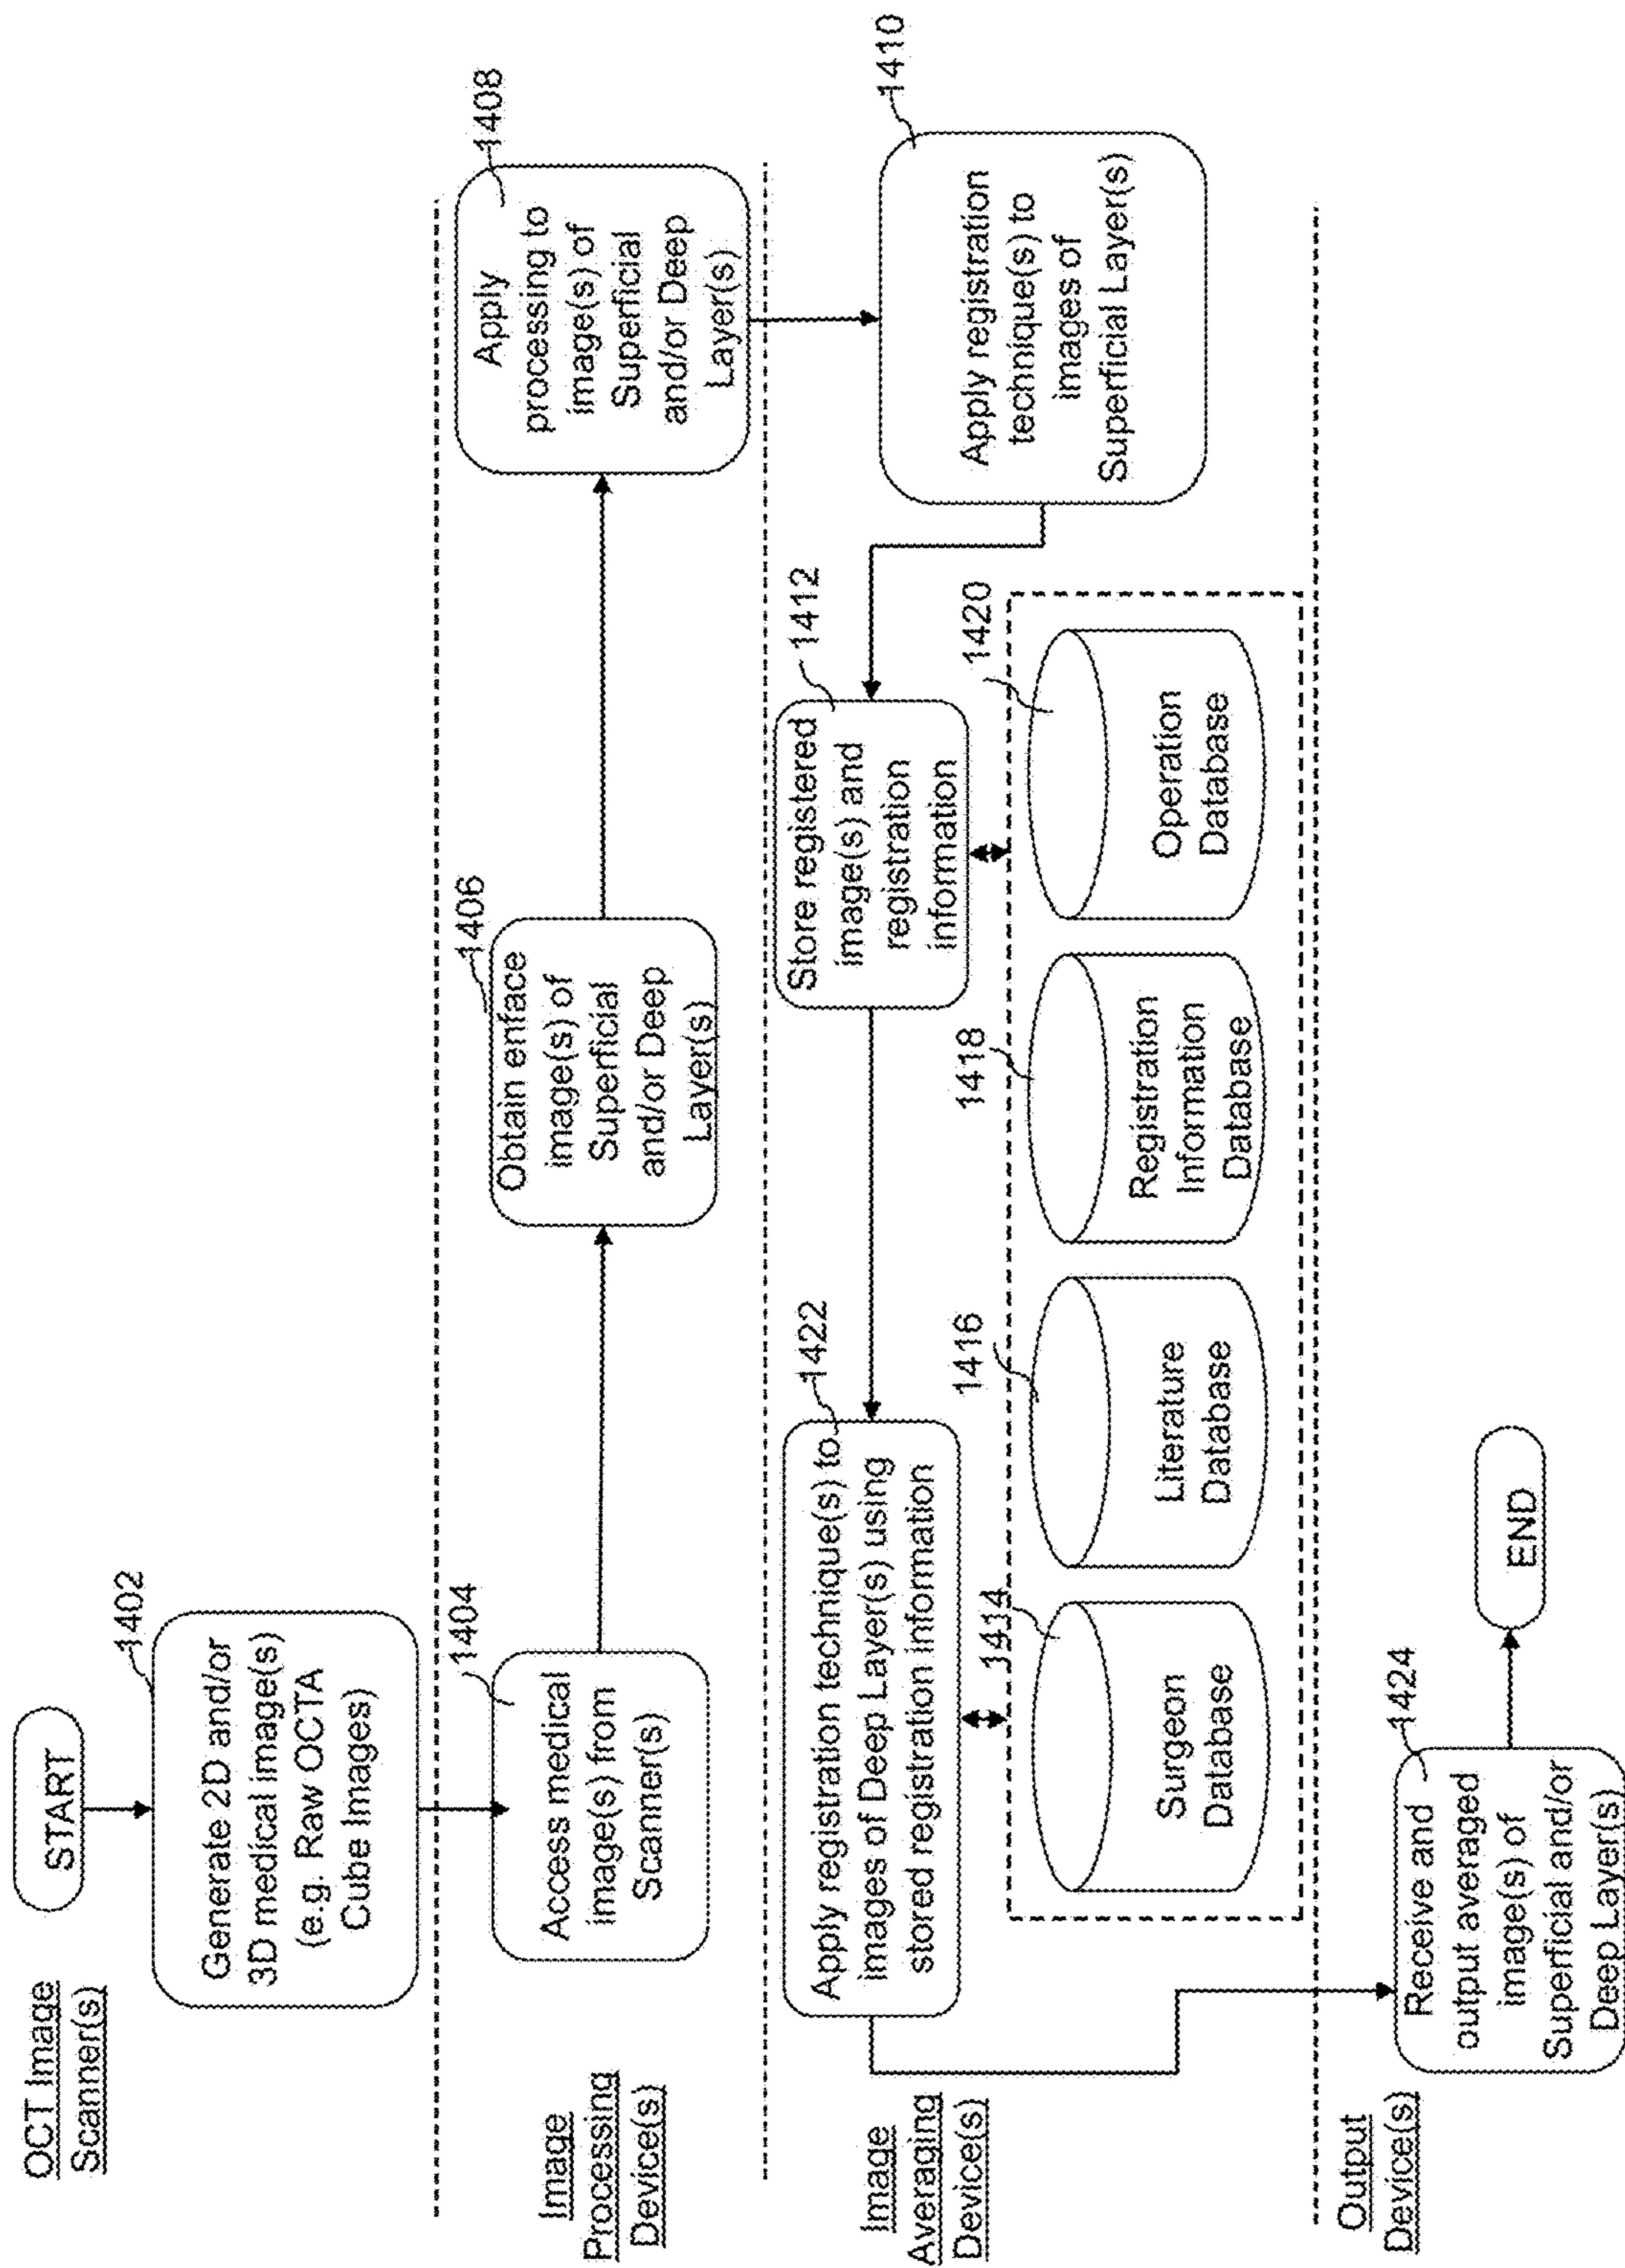 OCT Image
Scanner(s)
START
1402
Generate 2D and/or
3D medical image(s)
(e.g. Raw OCTA
Cube Images)
Image
Processing
Device(s)
1404
Access medical
image(s) from
Scanner(s)
1406
Obtain enface
image(s) of
Superficial
and/or Deep
Layer(s)
1408
Apply
processing to
image(s) of
Superficial
and/or Deep
Layer(s)
Image
Averaging
Device(s)
1410
Apply registration
technique(s) to
images of
Superficial Layer(s)
1412
Store registered
image(s) and
registration
information
1422
Apply registration technique(s) to
images of Deep Layer(s) using
stored registration information
1414
Surgeon
Database
1416
Literature
Database
1418
Registration
Information
Database
1420
Operation
Database
Output
Device(s)
1424
Receive and
output averaged
image(s) of
Superficial and/or
Deep Layer(s)
END